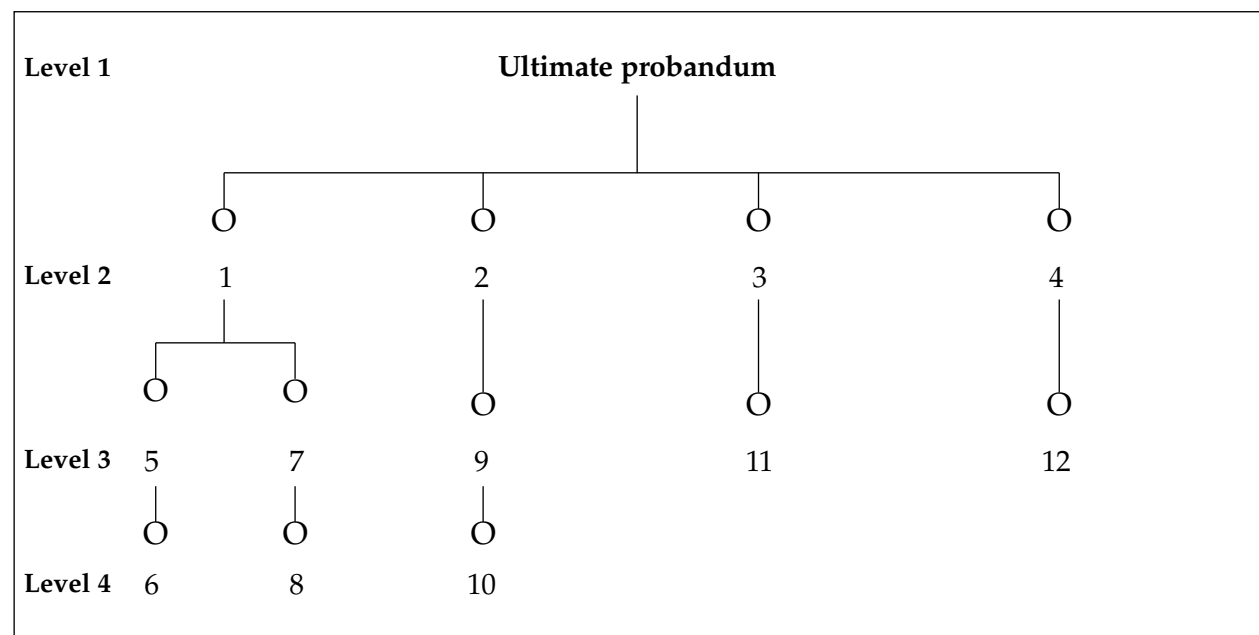 Level 1 Ultimate probandum
O O O O
Level 2 1 2 3 4
O O O O O
Level 3 5 7 9 11 12
O O O
Level 4 6 8 10